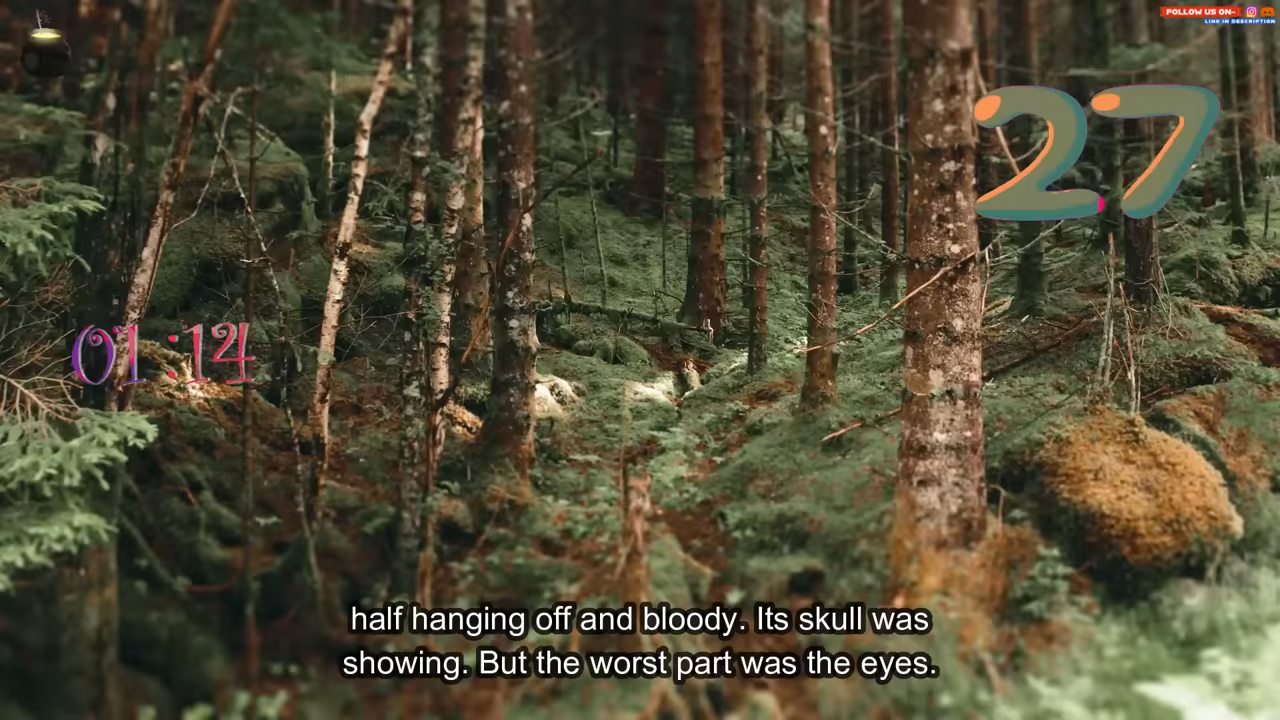 FOLLOW US ON-
LINK IN DESCRIPTION
27
01:14
half hanging off and bloody. Its skull was
showing. But the worst part was the eyes.